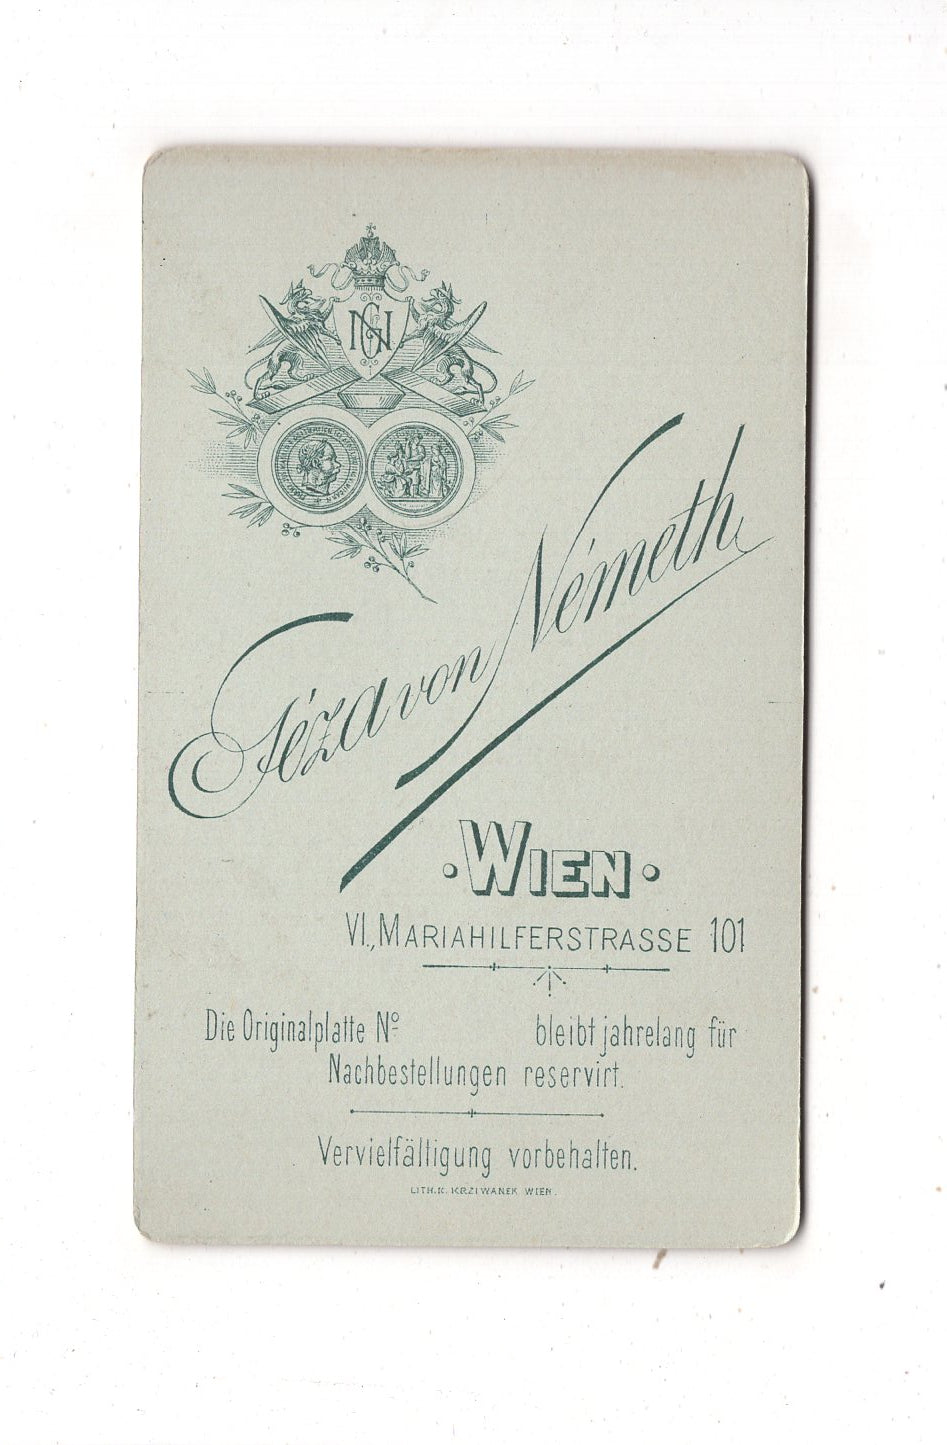 GN
Géza von Németh
· WIEN ·
VI., MARIAHILFERSTRASSE 101
Die Originalplatte Nº bleibt jahrelang für
Nachbestellungen reservirt.
Vervielfältigung vorbehalten.
LITH. K. KRZIWANEK WIEN.